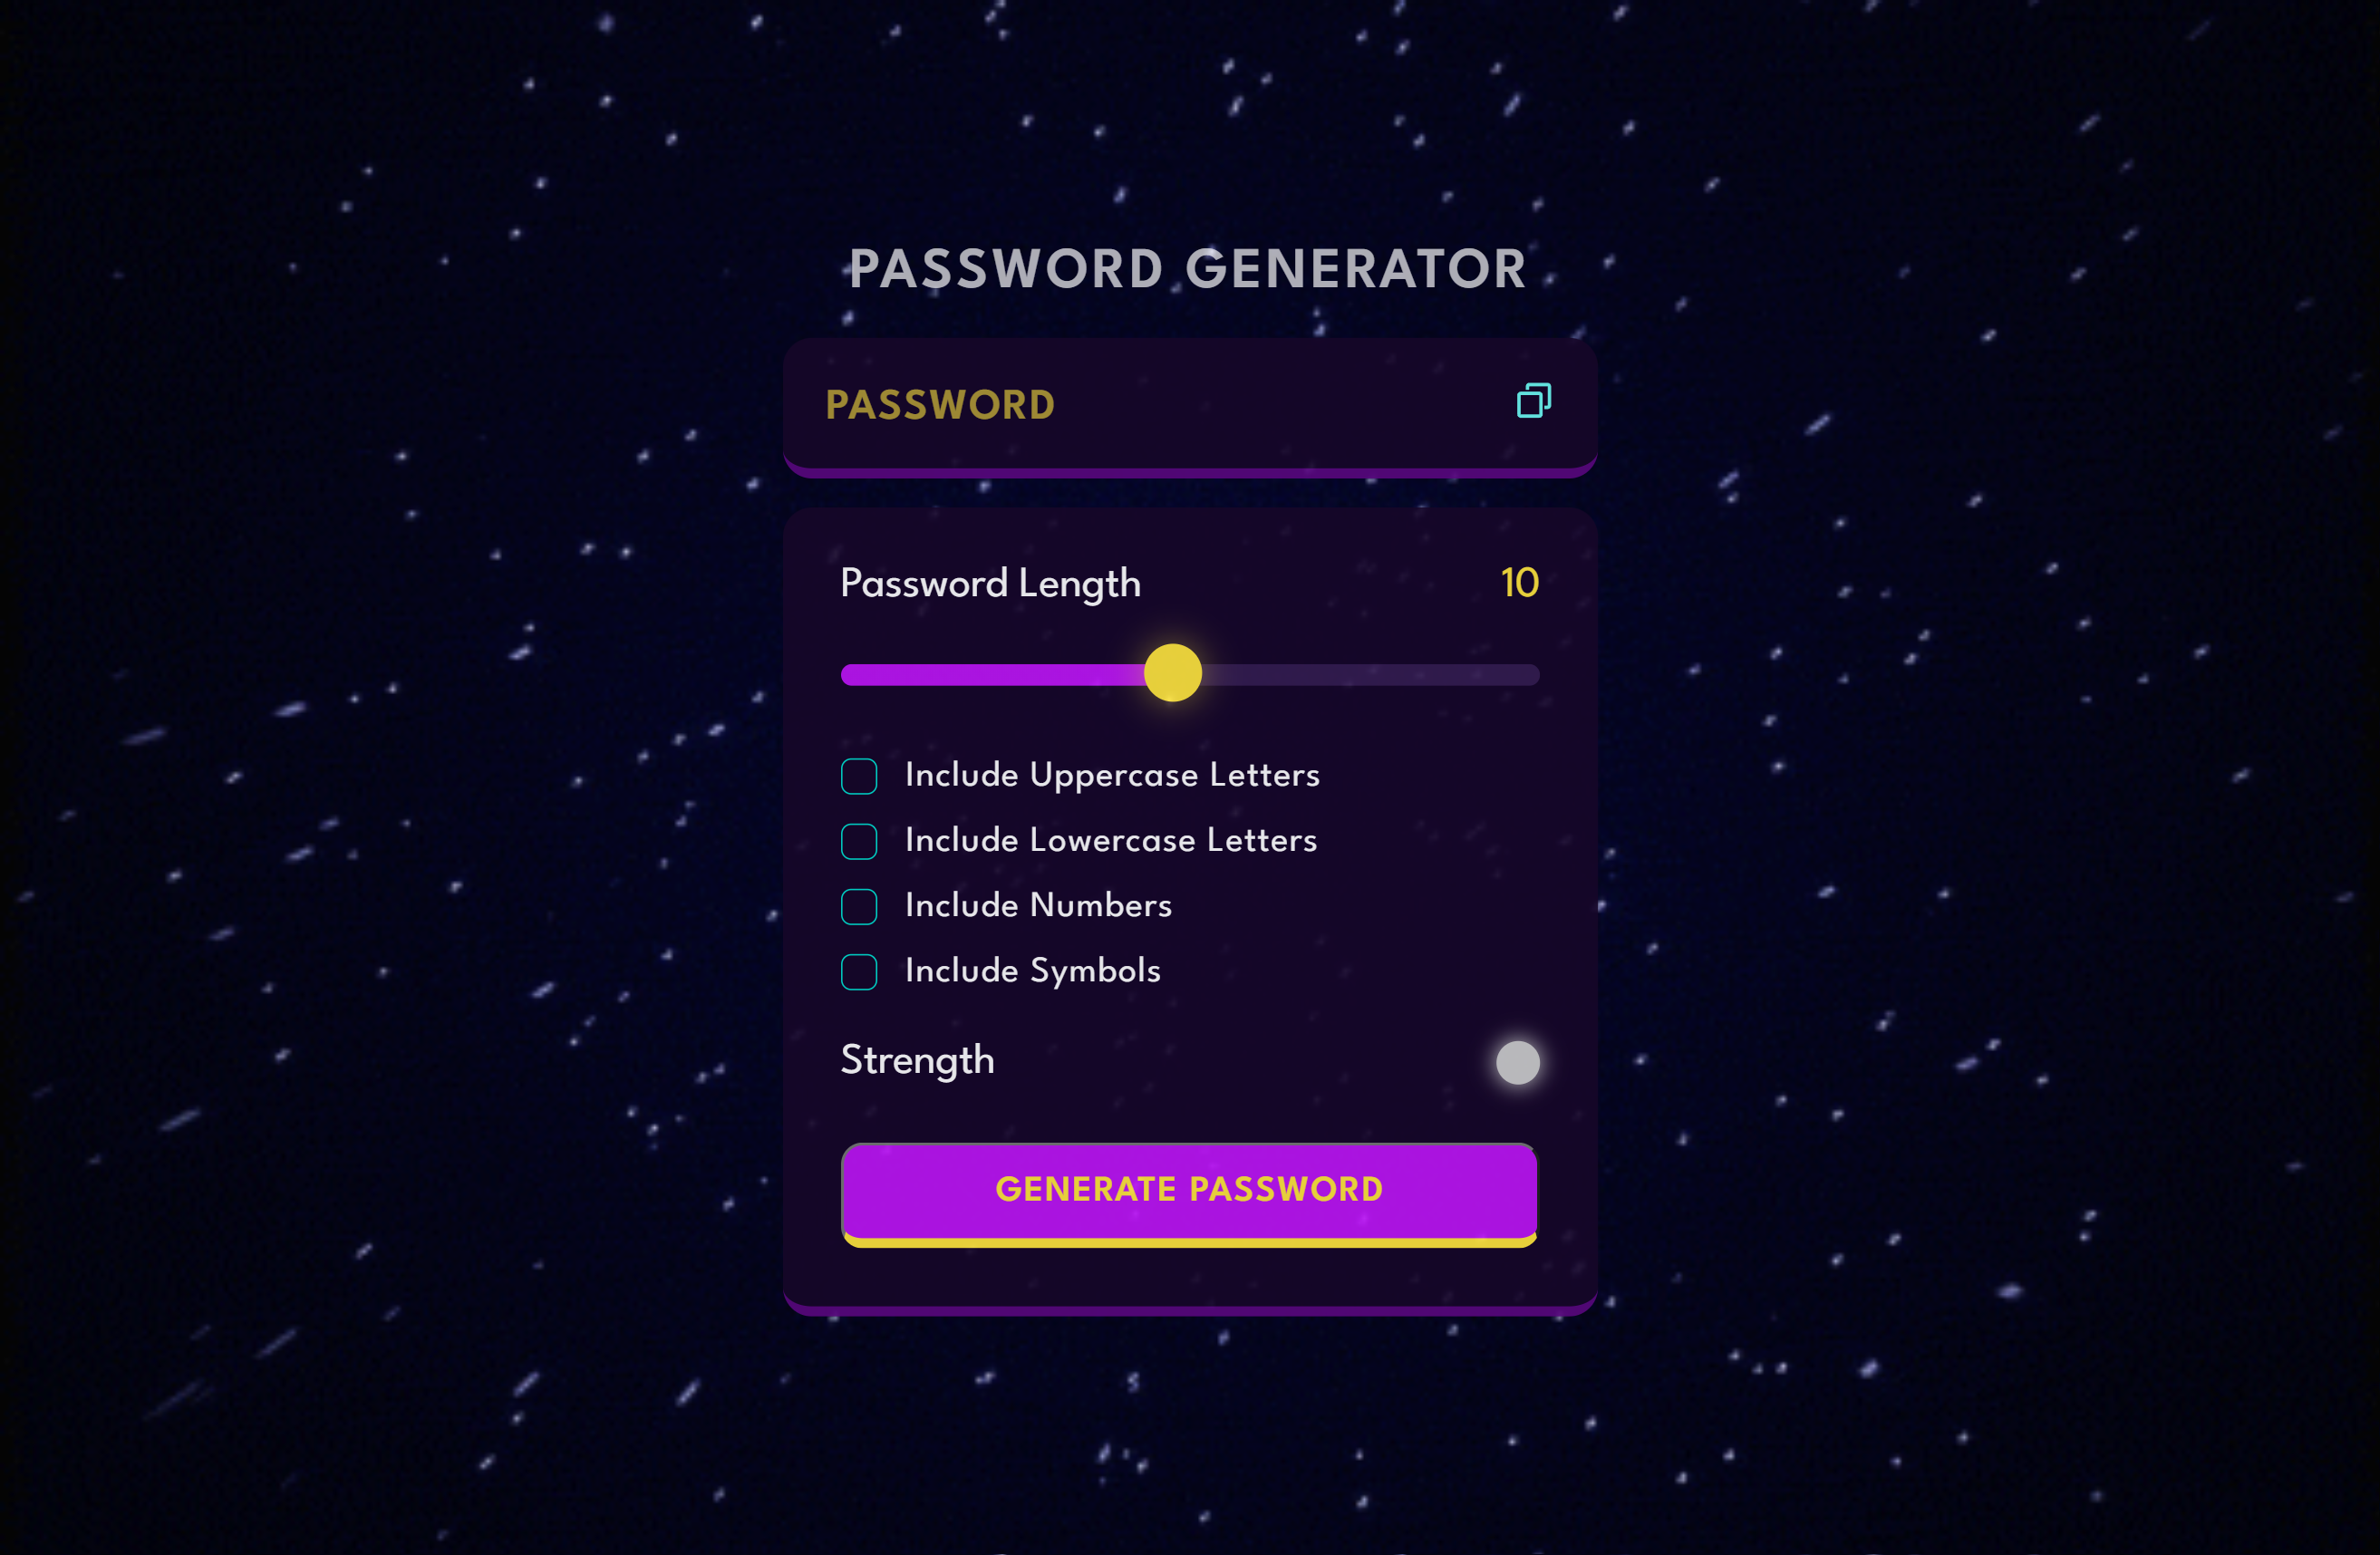 PASSWORD GENERATOR
PASSWORD
Password Length 10
Include Uppercase Letters
Include Lowercase Letters
Include Numbers
Include Symbols
Strength
GENERATE PASSWORD